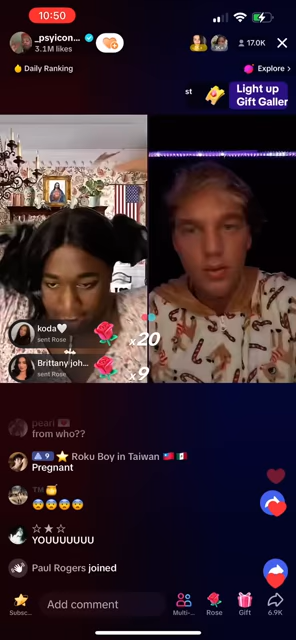 10:50
_psyicon...
3.1M likes
17.0K
Daily Ranking
Explore >
st
Light up
Gift Galler
koda🤍
sent Rose
x20
Brittany joh...
sent Rose
x9
pearl
from who??
9 ⭐ Roku Boy in Taiwan 🇹🇼 🇲🇽
Pregnant
TM🍯
😨😨😨😨
☆ ★ ☆
YOUUUUUUU
Paul Rogers joined
Subsc...
Add comment
Multi-...
Rose
Gift
6.9K